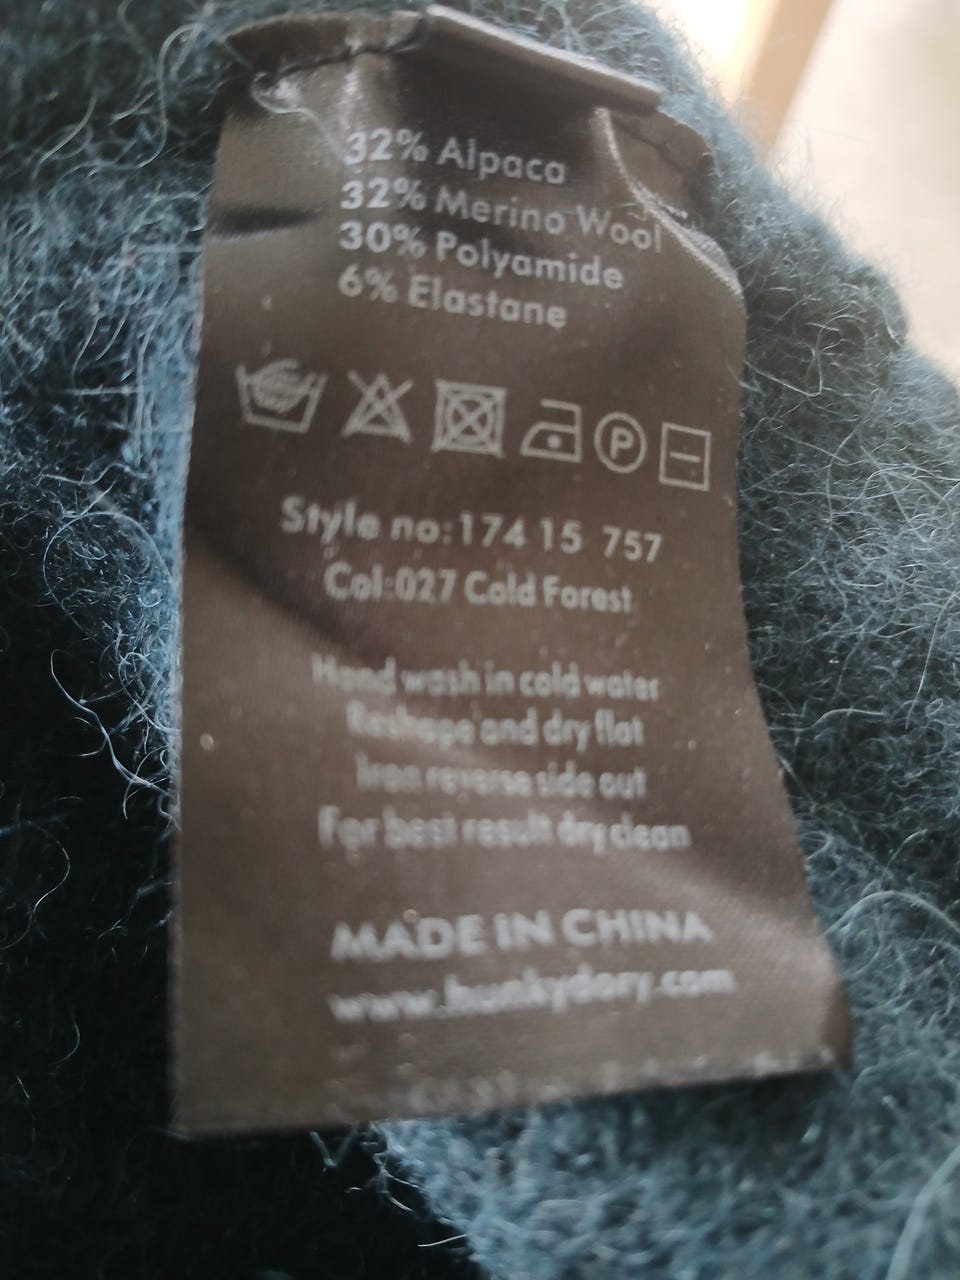 32% Alpaca
32% Merino Wool
30% Polyamide
6% Elastane
P
Style no:174 15 757
Col:027 Cold Forest
Hand wash in cold water
Reshape and dry flat
Iron reverse side out
For best result dry clean
MADE IN CHINA
www.hunkydory.com